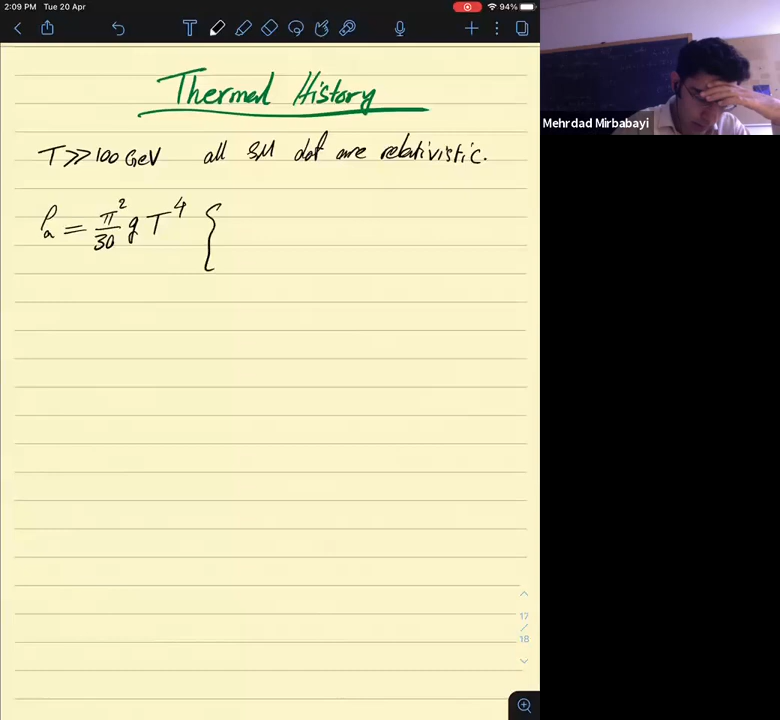 2:09 PM Tue 20 Apr
94%
Thermal History
T >> 100 GeV all SM dof are relativistic.
ρₐ = π²/30 g T⁴ {
17
/
18
Mehrdad Mirbabayi